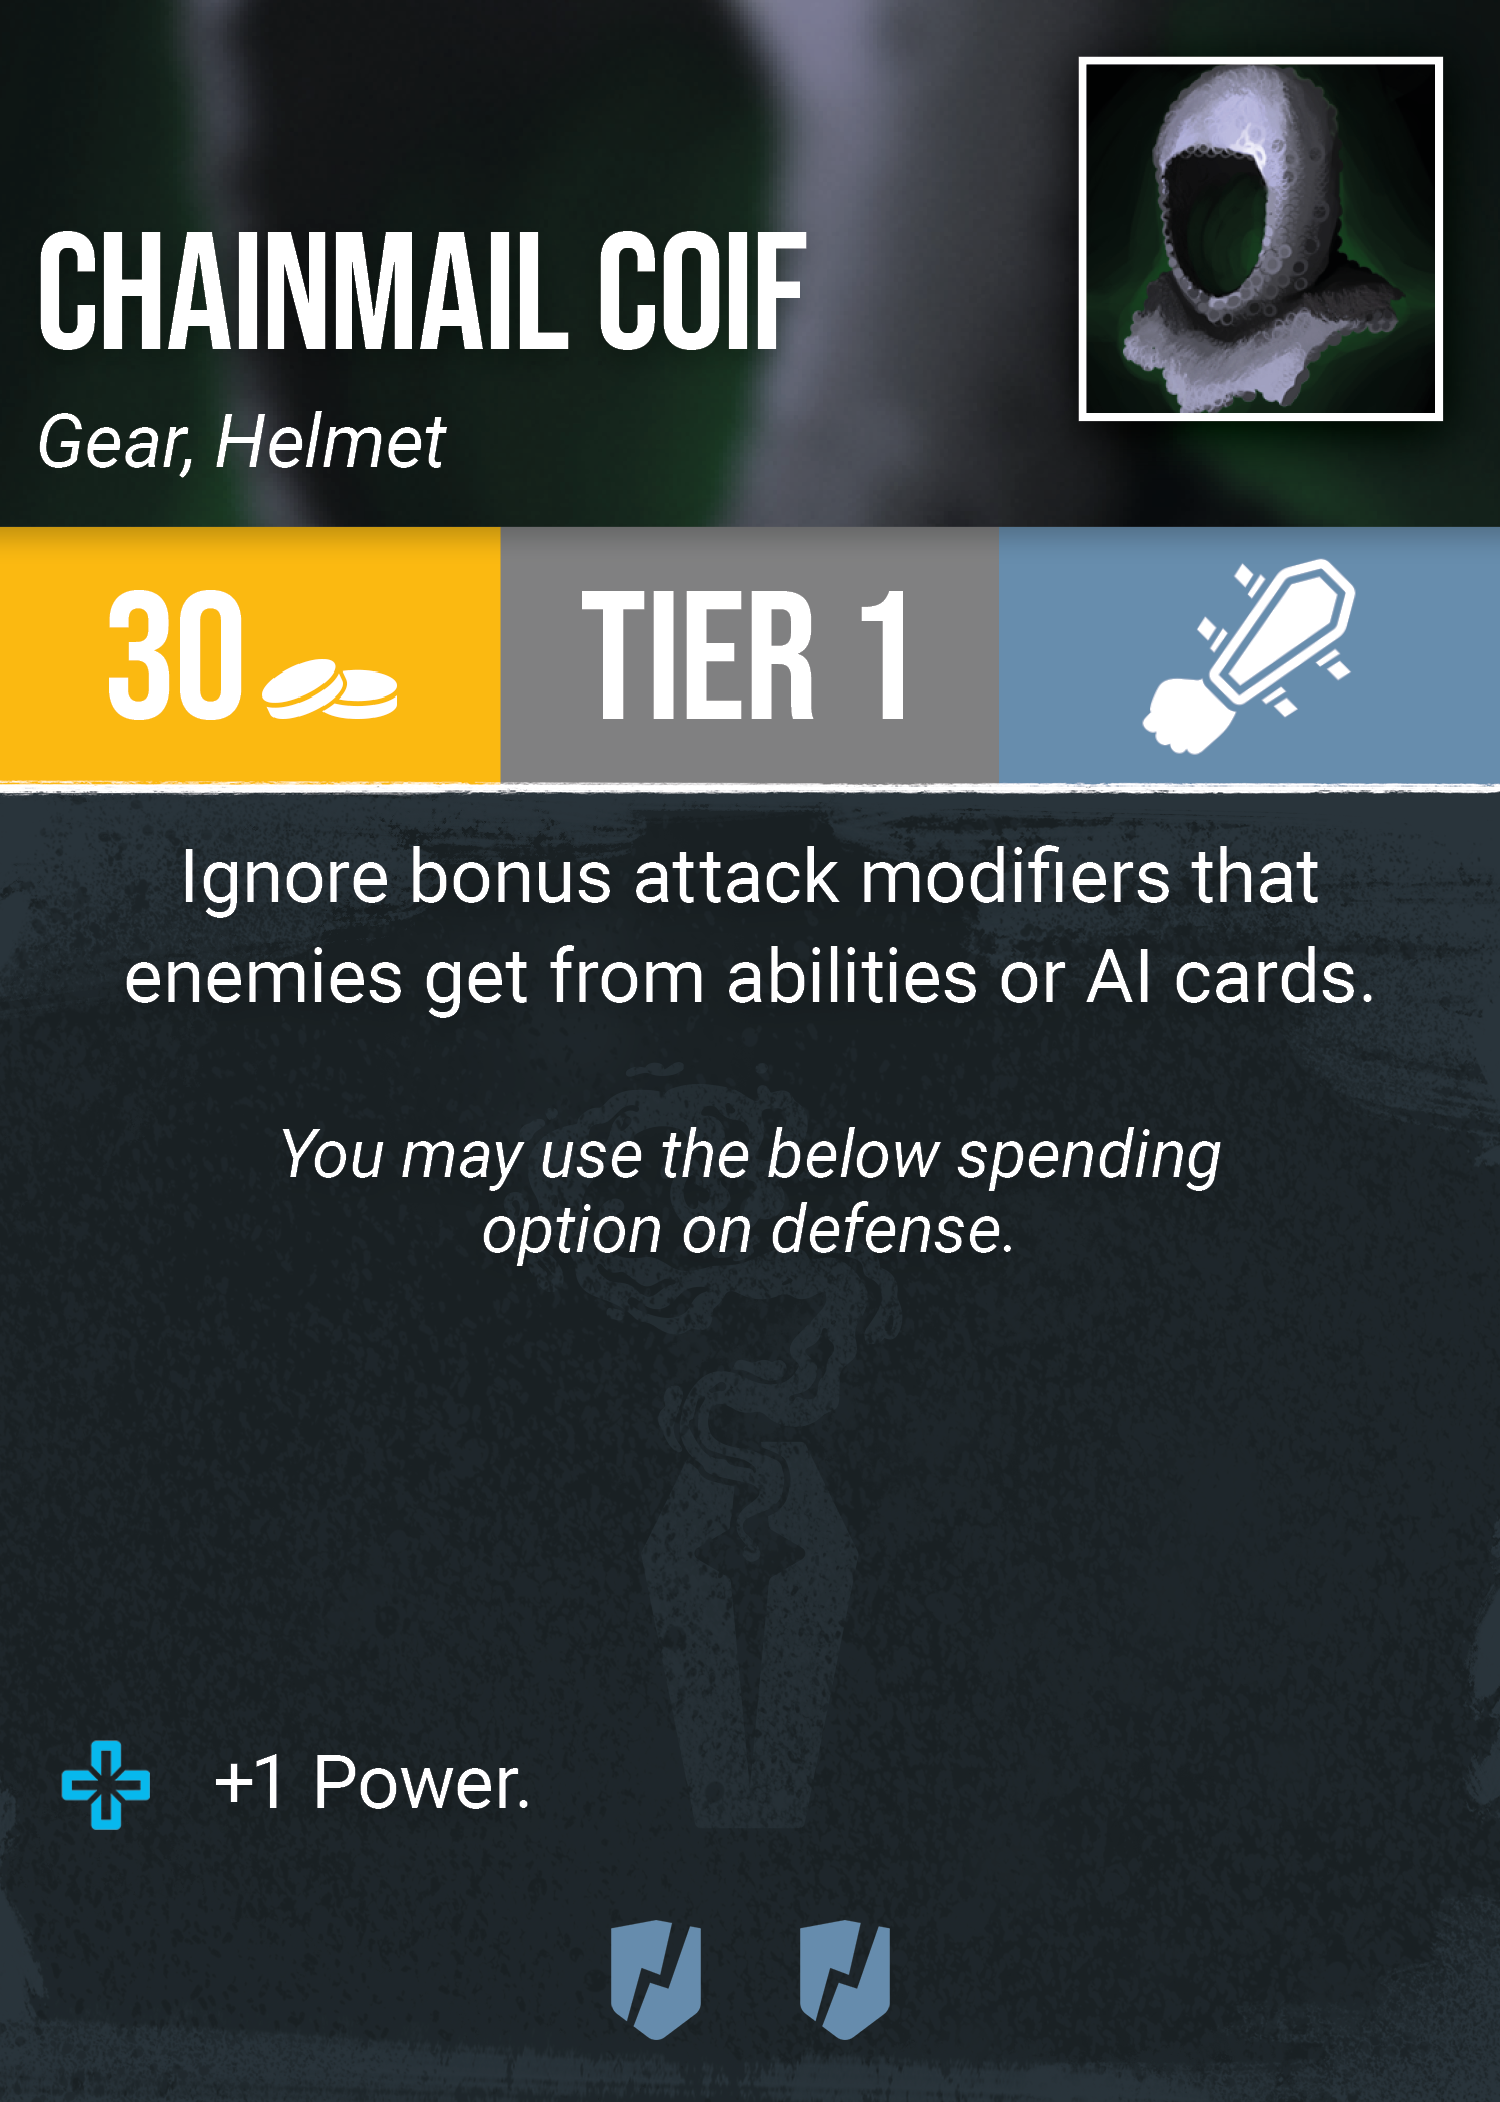 CHAINMAIL COIF
Gear, Helmet
30
TIER 1
Ignore bonus attack modifiers that
enemies get from abilities or AI cards.
You may use the below spending
option on defense.
+1 Power.